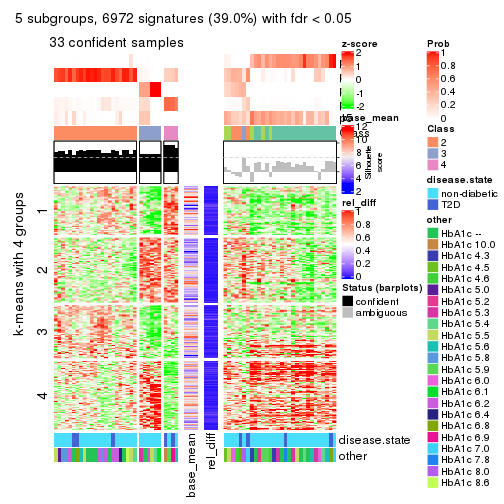 5 subgroups, 6972 signatures (39.0%) with fdr < 0.05
33 confident samples
k-means with 4 groups
1
2
3
4
Silhouette
score
disease.state
other
base_mean
rel_diff
z-score
2
1
0
-1
-2
base_mean
12
10
8
6
4
2
rel_diff
1
0.8
0.6
0.4
0.2
0
Status (barplots)
confident
ambiguous
Prob
1
0.8
0.6
0.4
0.2
0
Class
2
3
4
disease.state
non-diabetic
T2D
other
HbA1c --
HbA1c 10.0
HbA1c 4.3
HbA1c 4.5
HbA1c 4.6
HbA1c 5.0
HbA1c 5.2
HbA1c 5.3
HbA1c 5.4
HbA1c 5.5
HbA1c 5.6
HbA1c 5.8
HbA1c 5.9
HbA1c 6.0
HbA1c 6.1
HbA1c 6.2
HbA1c 6.4
HbA1c 6.8
HbA1c 6.9
HbA1c 7.0
HbA1c 7.8
HbA1c 8.0
HbA1c 8.6